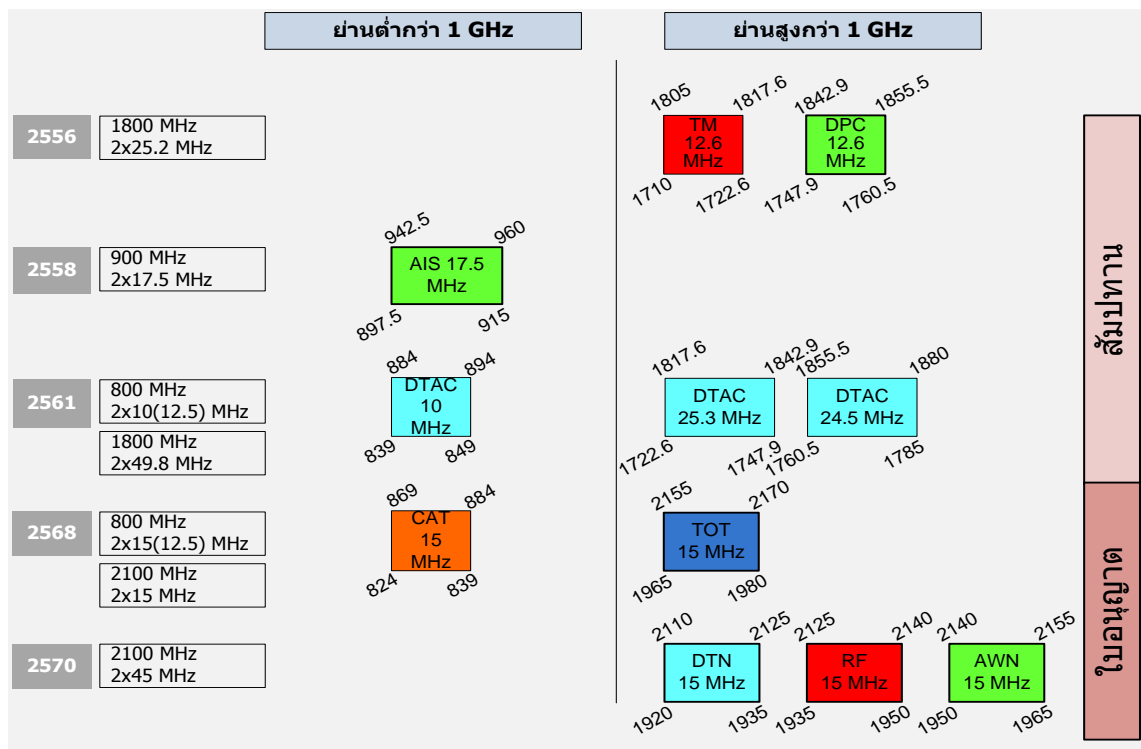 ย่านต่ำกว่า 1 GHz
ย่านสูงกว่า 1 GHz
2556
1800 MHz
2x25.2 MHz
1805
1817.6
1842.9
1855.5
TM
12.6
MHz
DPC
12.6
MHz
1710
1722.6
1747.9
1760.5
สัมปทาน
2558
900 MHz
2x17.5 MHz
942.5
960
AIS 17.5
MHz
897.5
915
2561
800 MHz
2x10(12.5) MHz
1800 MHz
2x49.8 MHz
884
894
DTAC
10
MHz
839
849
1817.6
1842.9
1855.5
1880
DTAC
25.3 MHz
DTAC
24.5 MHz
1722.6
1747.9
1760.5
1785
2568
800 MHz
2x15(12.5) MHz
2100 MHz
2x15 MHz
869
884
CAT
15
MHz
824
839
2155
2170
TOT
15 MHz
1965
1980
ใบอนุญาต
2570
2100 MHz
2x45 MHz
2110
2125
2125
2140
2140
2155
DTN
15 MHz
RF
15 MHz
AWN
15 MHz
1920
1935
1935
1950
1950
1965